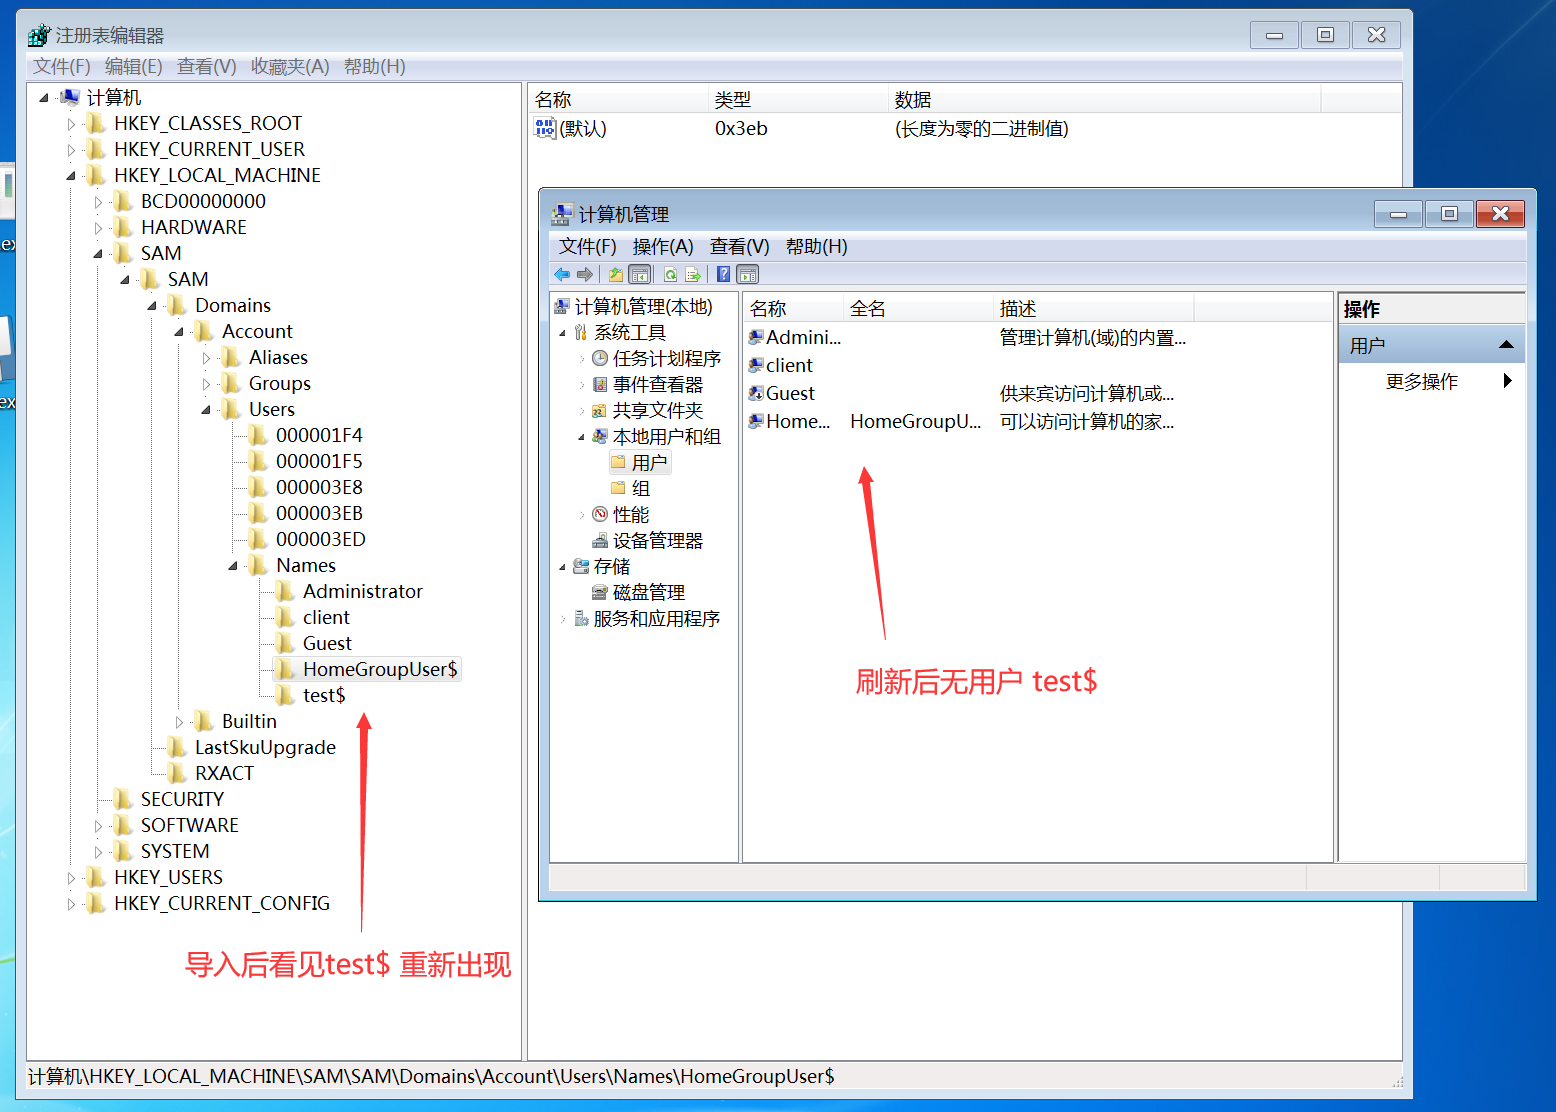 注册表编辑器
文件(F) 编辑(E) 查看(V) 收藏夹(A) 帮助(H)
计算机
HKEY_CLASSES_ROOT
HKEY_CURRENT_USER
HKEY_LOCAL_MACHINE
BCD00000000
HARDWARE
SAM
SAM
Domains
Account
Aliases
Groups
Users
000001F4
000001F5
000003E8
000003EB
000003ED
Names
Administrator
client
Guest
HomeGroupUser$
test$
Builtin
LastSkuUpgrade
RXACT
SECURITY
SOFTWARE
SYSTEM
HKEY_USERS
HKEY_CURRENT_CONFIG
导入后看见test$ 重新出现
名称 类型 数据
(默认) 0x3eb (长度为零的二进制值)
计算机管理
文件(F) 操作(A) 查看(V) 帮助(H)
计算机管理(本地)
系统工具
任务计划程序
事件查看器
共享文件夹
本地用户和组
用户
组
性能
设备管理器
存储
磁盘管理
服务和应用程序
名称 全名 描述
Admini... 管理计算机(域)的内置...
client
Guest 供来宾访问计算机或...
Home... HomeGroupU... 可以访问计算机的家...
刷新后无用户 test$
操作
用户
更多操作
计算机\HKEY_LOCAL_MACHINE\SAM\SAM\Domains\Account\Users\Names\HomeGroupUser$